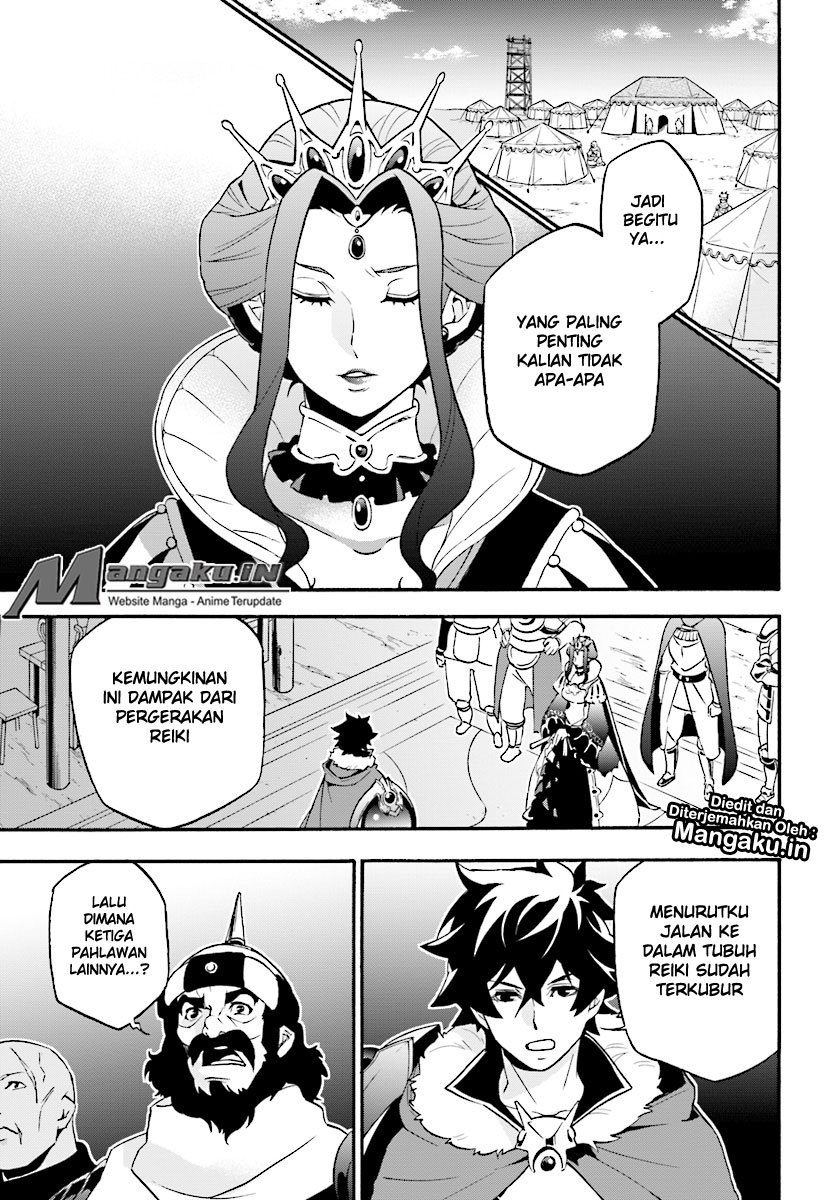 JADI
BEGITU
YA...
YANG PALING
PENTING
KALIAN TIDAK
APA-APA
Mangaku.in
Website Manga - Anime Terupdate
KEMUNGKINAN
INI DAMPAK DARI
PERGERAKAN
REIKI
Diedit dan
Diterjemahkan Oleh :
Mangaku.in
MENURUTKU
JALAN KE
DALAM TUBUH
REIKI SUDAH
TERKUBUR
LALU
DIMANA
KETIGA
PAHLAWAN
LAINNYA...?